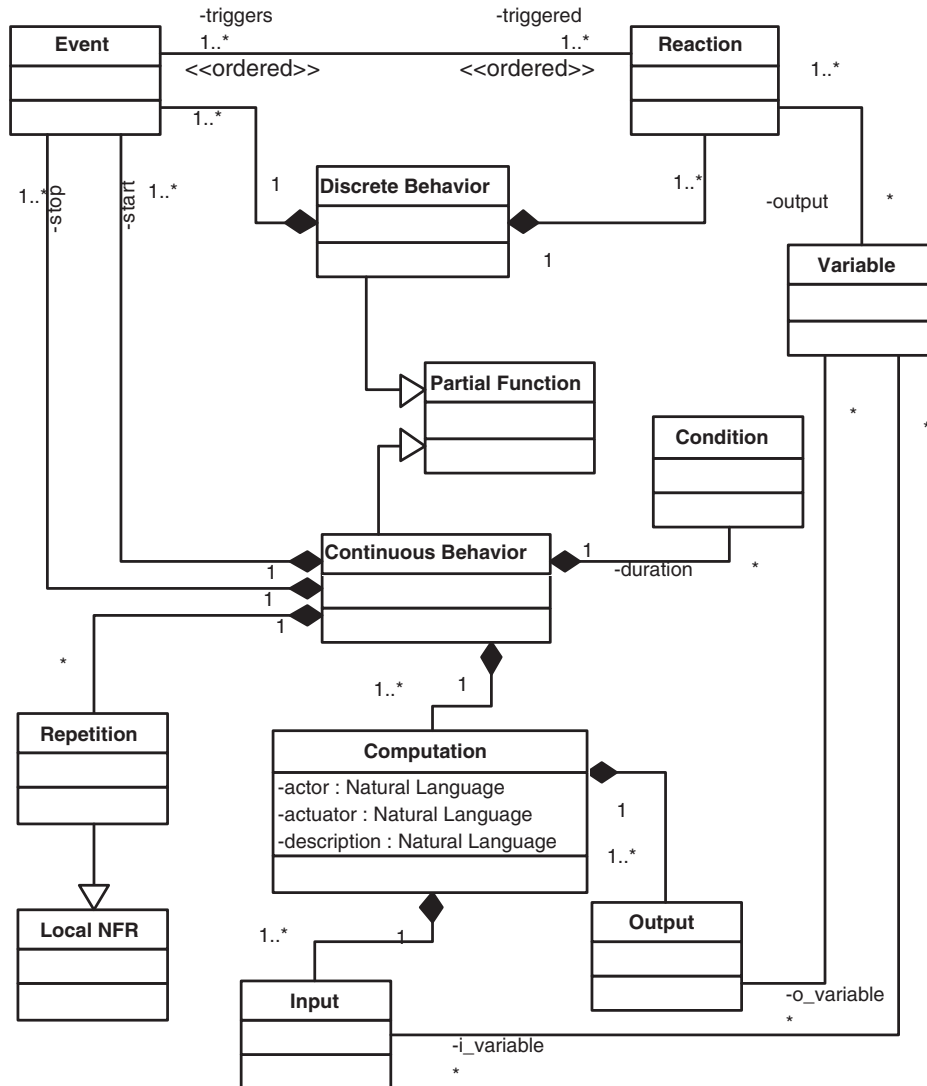 -triggers
-triggered
Event
1..*
1..*
Reaction
<<ordered>>
<<ordered>>
1..*
1..*
1..*
-stop
-start
1..*
1
Discrete Behavior
1..*
1
-output
*
Variable
Partial Function
*
*
Condition
Continuous Behavior
1
-duration
*
1
1
1
*
1..*
1
Repetition
Computation
-actor : Natural Language
-actuator : Natural Language
-description : Natural Language
1
1..*
Local NFR
1..*
1
Output
Input
-o_variable
*
-i_variable
*